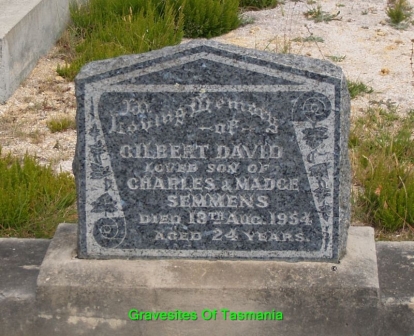 In
Loving Memory
of
GILBERT DAVID
LOVED SON OF
CHARLES & MADGE
SEMMENS
DIED 13TH AUG. 1954
AGED 24 YEARS.
Gravesites Of Tasmania